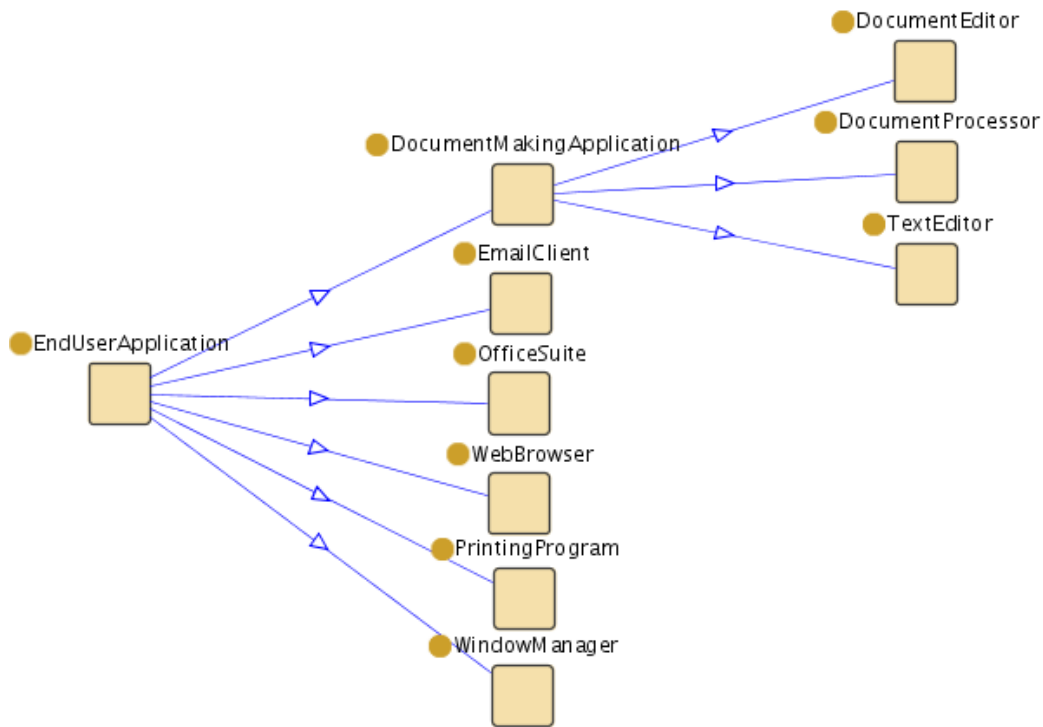 DocumentEditor
DocumentProcessor
DocumentMakingApplication
TextEditor
EmailClient
EndUserApplication
OfficeSuite
WebBrowser
PrintingProgram
WindowManager